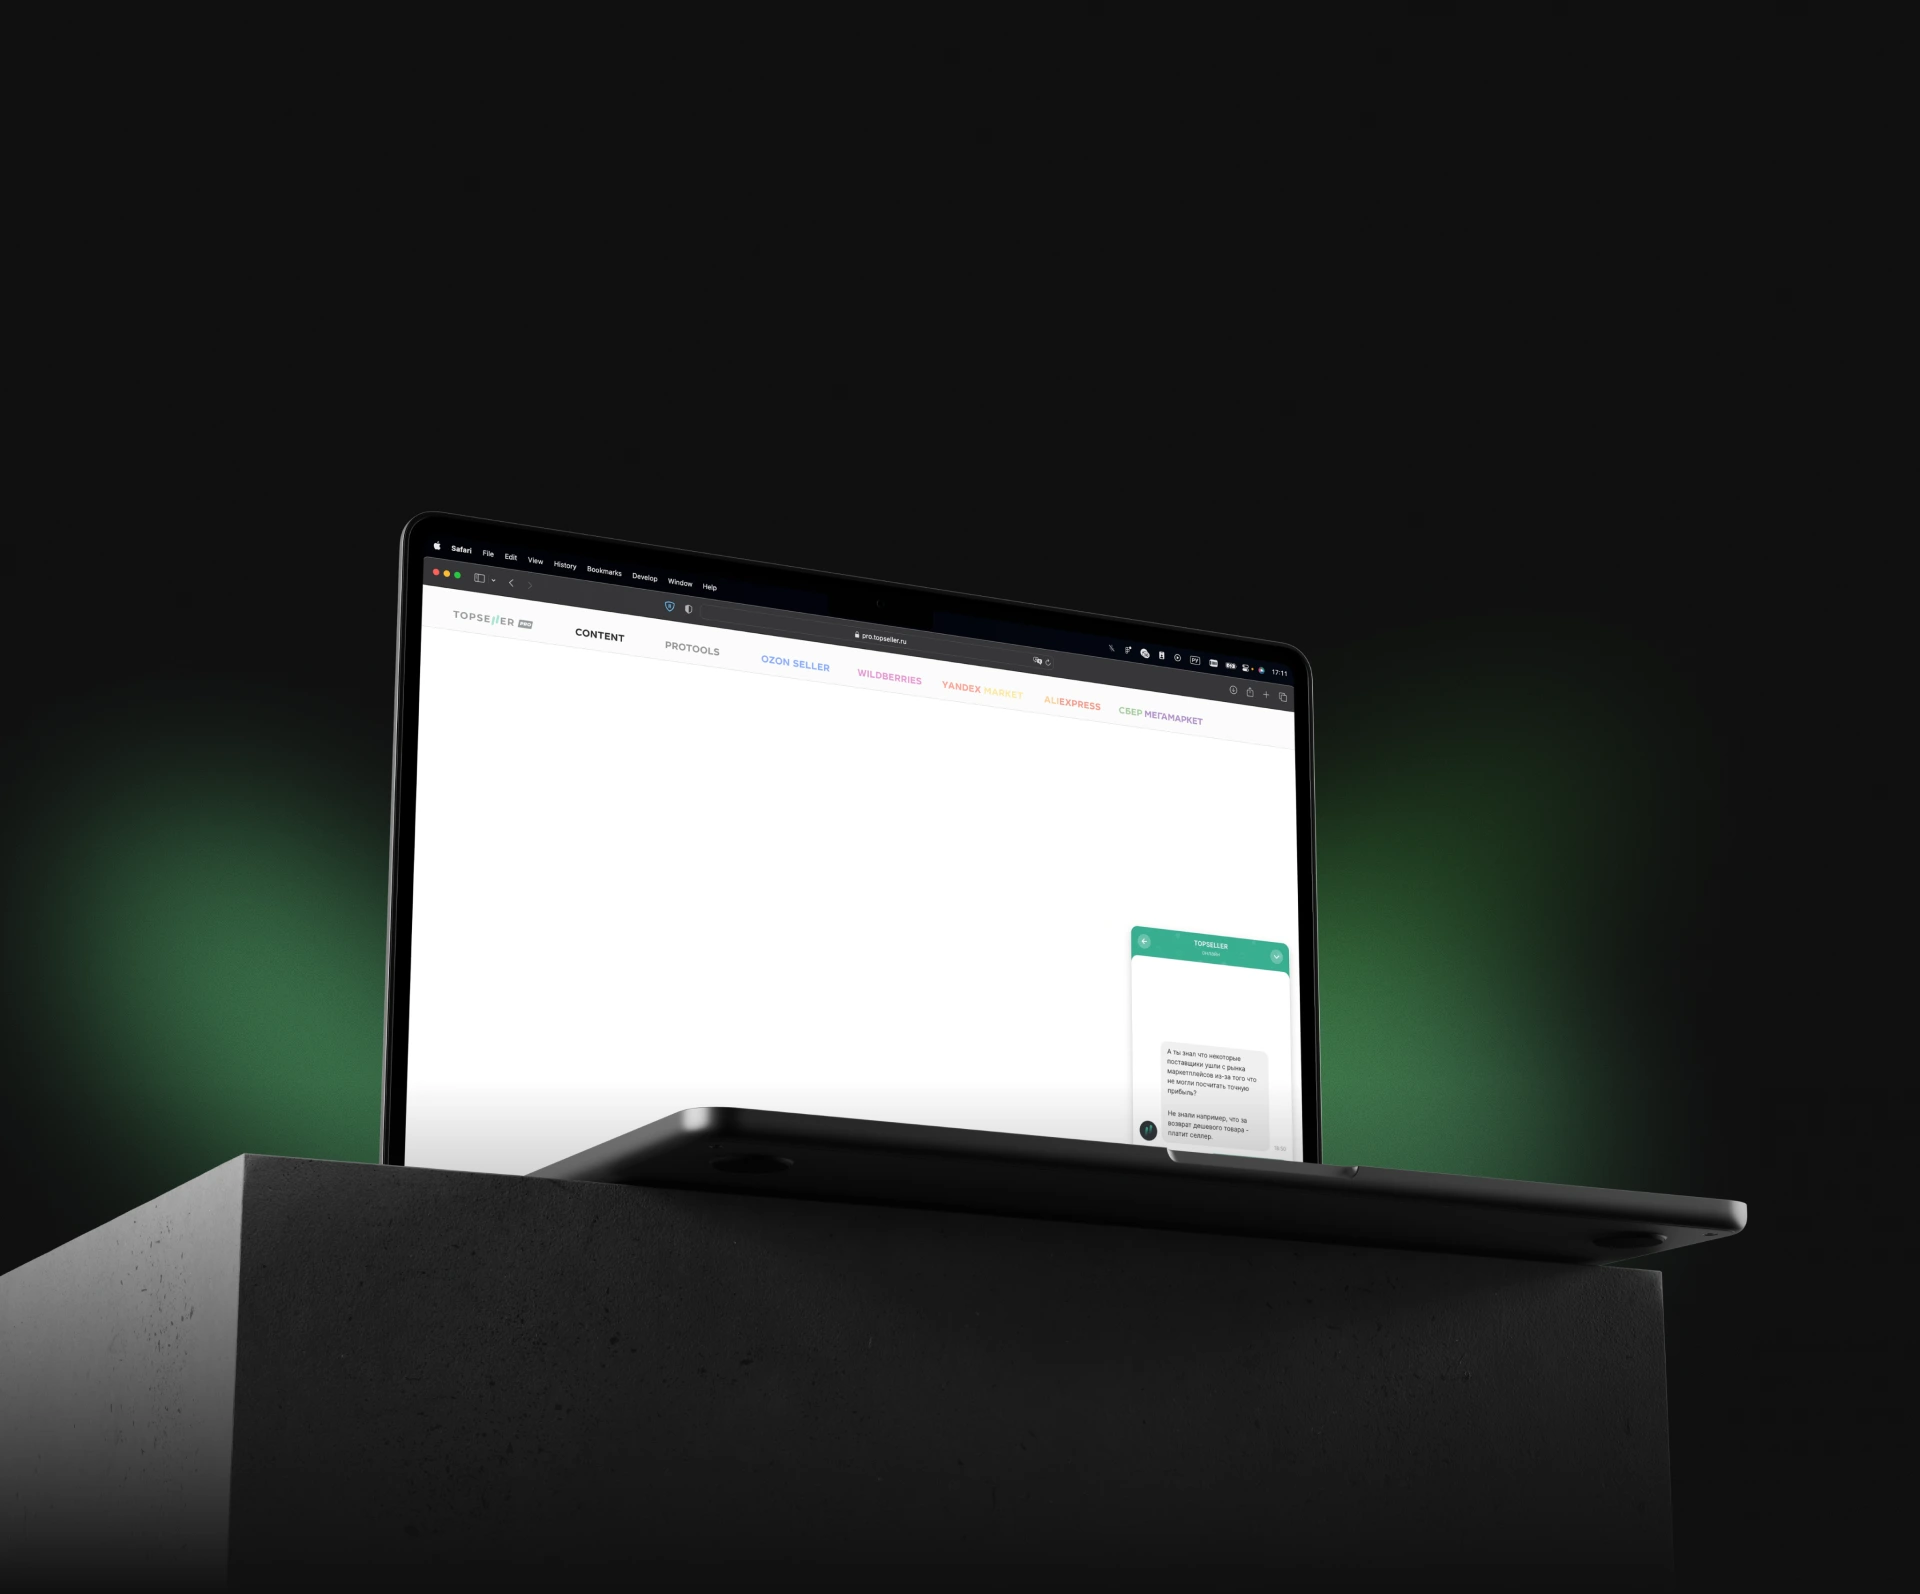 Safari File Edit View History Bookmarks Develop Window Help
РУ
17:11
pro.topseller.ru
TOPSELLER PRO
CONTENT
PROTOOLS
OZON SELLER
WILDBERRIES
YANDEX MARKET
ALIEXPRESS
СБЕР МЕГАМАРКЕТ
TOPSELLER
Онлайн
А ты знал что некоторые
поставщики ушли с рынка
маркетплейсов из-за того что
не могли посчитать точную
прибыль?
Не знали например, что за
возврат дешевого товара -
платит селлер.